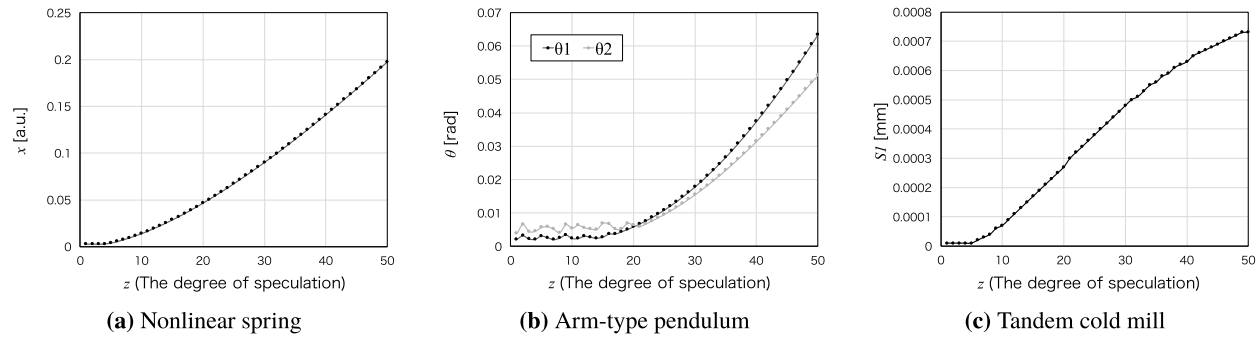 0.25
0.2
0.15
0.1
0.05
0
0 10 20 30 40 50
x [a.u.]
z (The degree of speculation)
(a) Nonlinear spring
0.07
0.06
0.05
0.04
0.03
0.02
0.01
0
0 10 20 30 40 50
θ [rad]
θ1 θ2
z (The degree of speculation)
(b) Arm-type pendulum
0.0008
0.0007
0.0006
0.0005
0.0004
0.0003
0.0002
0.0001
0
0 10 20 30 40 50
S1 [mm]
z (The degree of speculation)
(c) Tandem cold mill